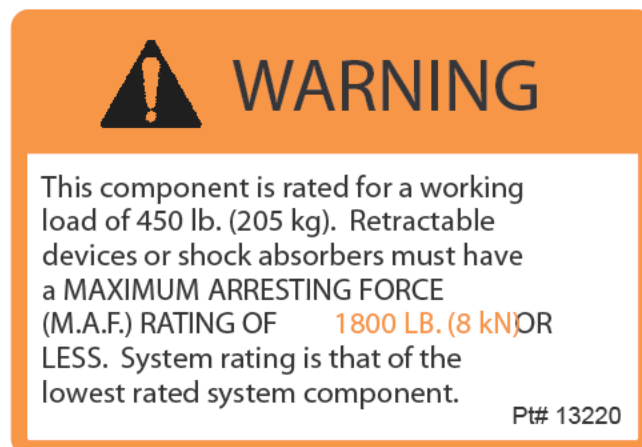 WARNING
This component is rated for a working
load of 450 lb. (205 kg). Retractable
devices or shock absorbers must have
a MAXIMUM ARRESTING FORCE
(M.A.F.) RATING OF 1800 LB. (8 kN)OR
LESS. System rating is that of the
lowest rated system component.
Pt# 13220